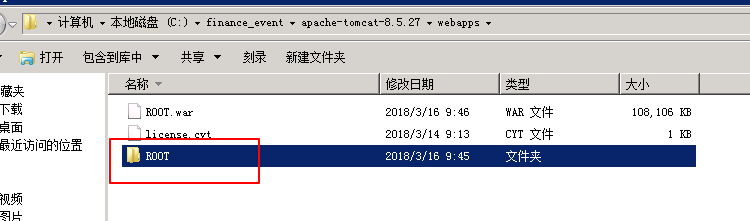 计算机 ▸ 本地磁盘 (C:) ▸ finance_event ▸ apache-tomcat-8.5.27 ▸ webapps ▸
打开 包含到库中 共享 刻录 新建文件夹
名称 修改日期 类型 大小
藏夹
下载
桌面
最近访问的位置
视频
图片
ROOT.war 2018/3/16 9:46 WAR 文件 108,106 KB
license.cyt 2018/3/14 9:13 CYT 文件 1 KB
ROOT 2018/3/16 9:45 文件夹